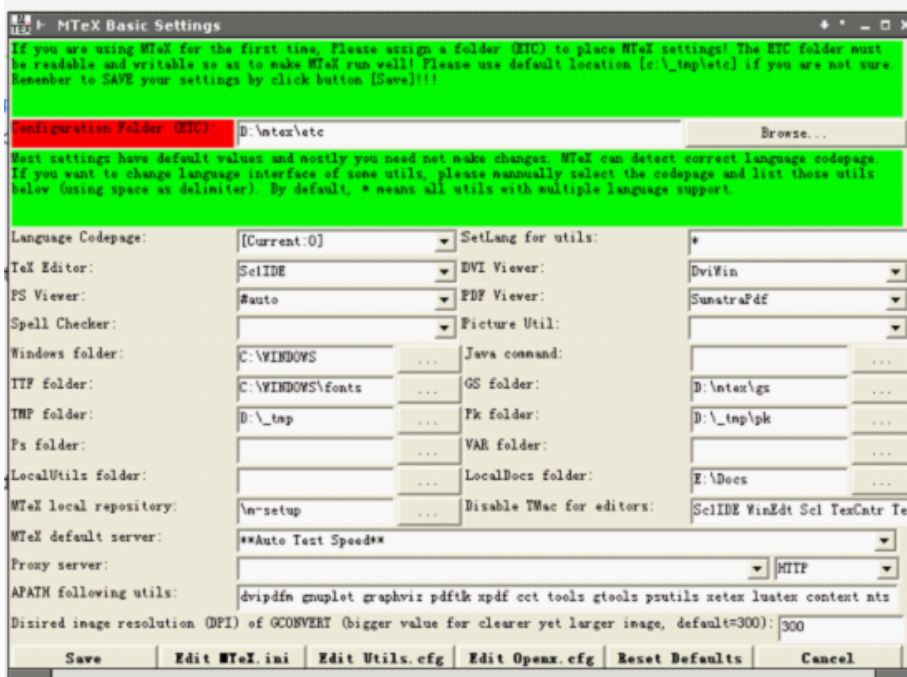 MTeX Basic Settings
If you are using MTeX for the first time, Please assign a folder (ETC) to place MTeX settings! The ETC folder must
be readable and writable so as to make MTeX run well! Please use default location [c:\_tmp\etc] if you are not sure.
Remember to SAVE your settings by click button [Save]!!!
Configuration Folder (ETC): D:\mtex\etc Browse...
Most settings have default values and mostly you need not make changes. MTeX can detect correct language codepage.
If you want to change language interface of some utils, please mannually select the codepage and list those utils
below (using space as delimiter). By default, * means all utils with multiple language support.
Language Codepage: [Current:0] SetLang for utils: *
TeX Editor: Sc1IDE DVI Viewer: DviWin
PS Viewer: #auto PDF Viewer: SumatraPdf
Spell Checker: Picture Util:
Windows folder: C:\WINDOWS ... Java command: ...
TTF folder: C:\WINDOWS\fonts ... GS folder: D:\mtex\gs ...
TMP folder: D:\_tmp ... Pk folder: D:\_tmp\pk ...
Ps folder: ... VAR folder: ...
LocalUtils folder: ... LocalDocs folder: E:\Docs ...
MTeX local repository: \m-setup ... Disable TMac for editors: Sc1IDE WinEdt Sc1 TexCntr Te
MTeX default server: **Auto Test Speed**
Proxy server: HTTP
APATH following utils: dvipdfm gnuplot graphviz pdftk xpdf cct tools gtools psutils xetex luatex context nts
Disired image resolution (DPI) of GCONVERT (bigger value for clearer yet larger image, default=300): 300
Save Edit MTeX.ini Edit Utils.cfg Edit Openx.cfg Reset Defaults Cancel